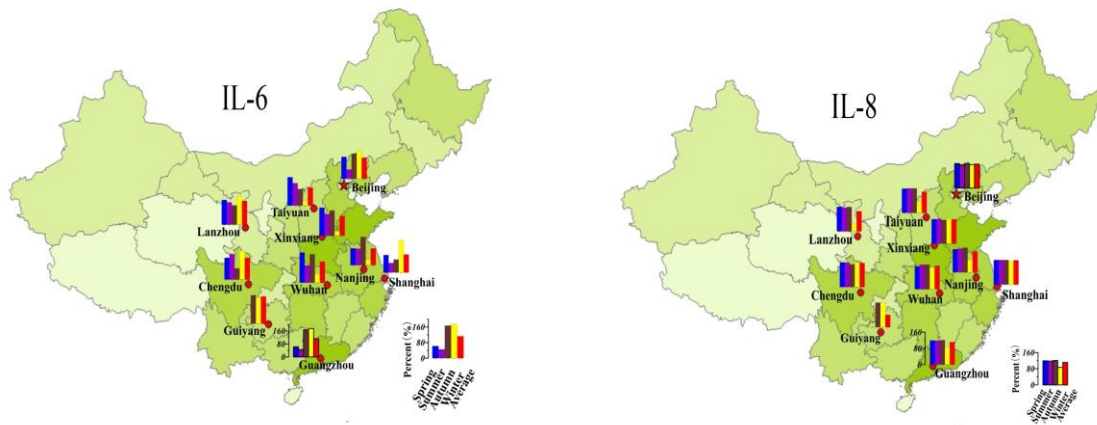 IL-6
Beijing
Taiyuan
Lanzhou
Xinxiang
Nanjing
Shanghai
Chengdu
Wuhan
Guiyang
160
80
0
Guangzhou
Percent(%)
160
80
0
Spring
Summer
Autumn
Winter
Average
IL-8
Beijing
Taiyuan
Lanzhou
Xinxiang
Nanjing
Shanghai
Chengdu
Wuhan
Guiyang
160
80
0
Guangzhou
Percent(%)
160
80
0
Spring
Summer
Autumn
Winter
Average